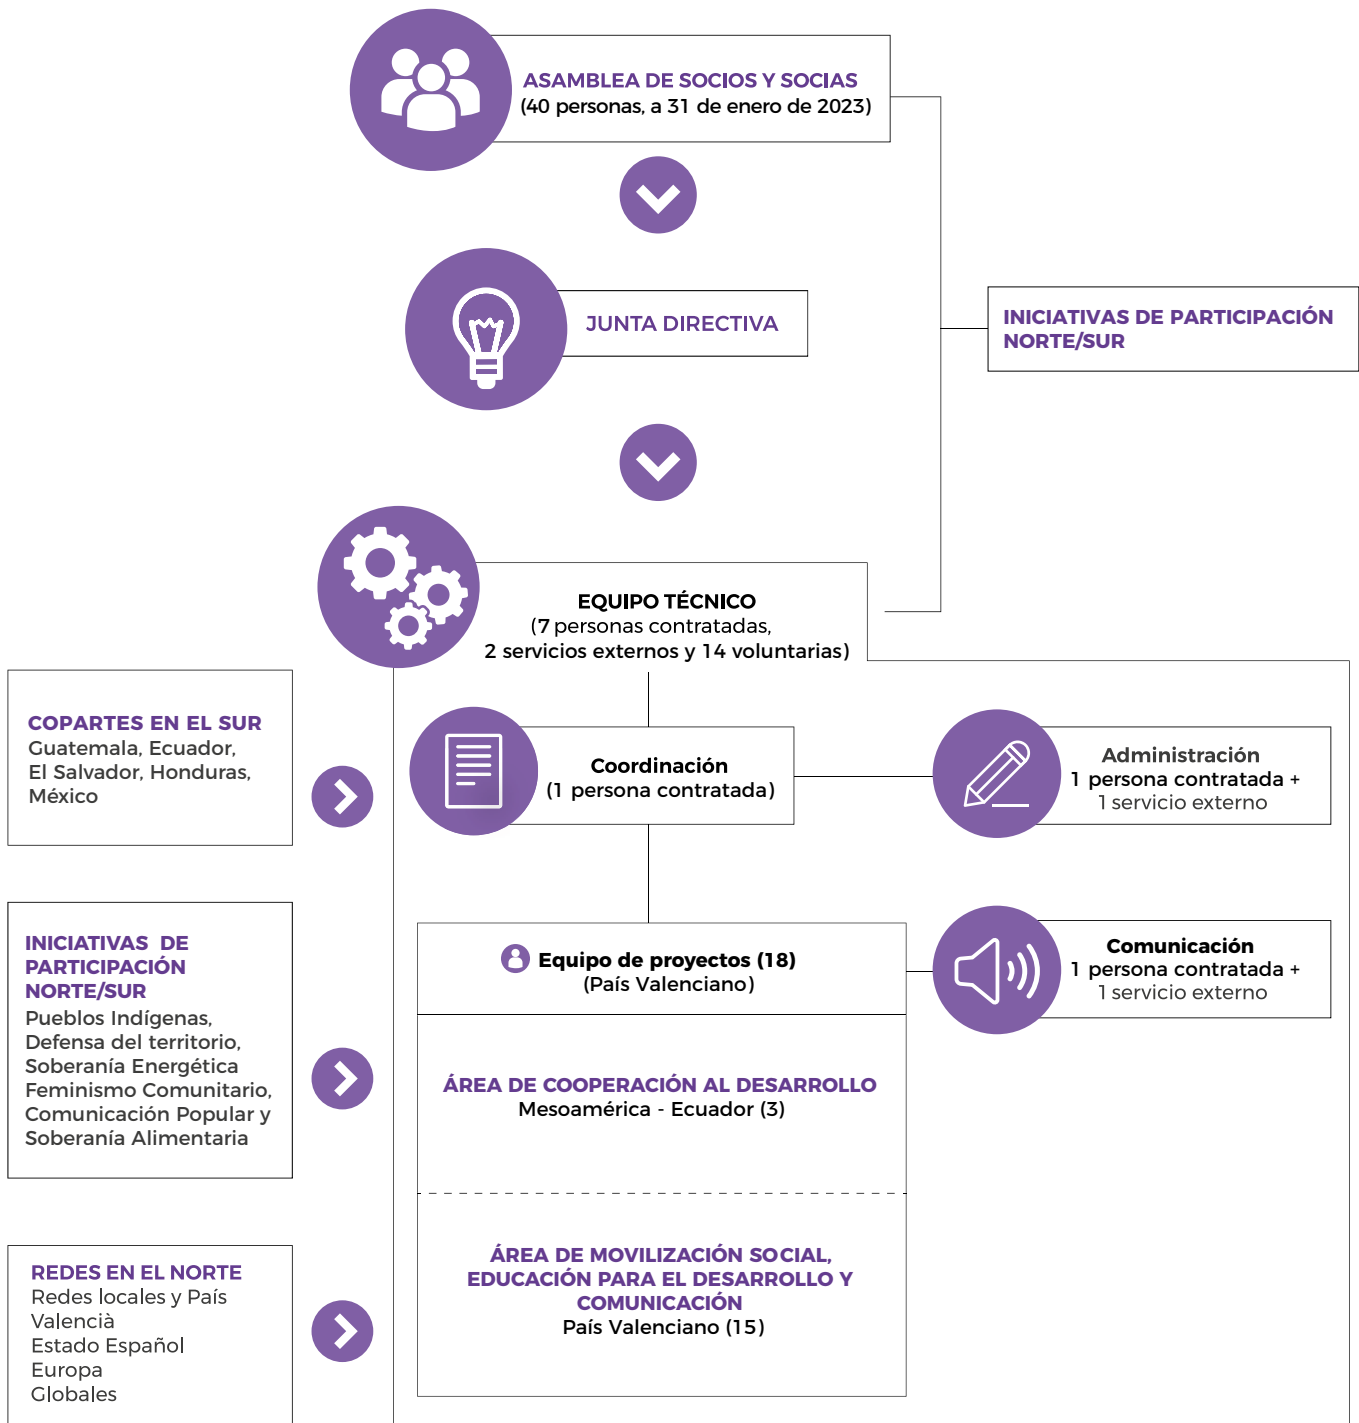 ASAMBLEA DE SOCIOS Y SOCIAS
(40 personas, a 31 de enero de 2023)
JUNTA DIRECTIVA
INICIATIVAS DE PARTICIPACIÓN
NORTE/SUR
EQUIPO TÉCNICO
(7 personas contratadas,
2 servicios externos y 14 voluntarias)
COPARTES EN EL SUR
Guatemala, Ecuador,
El Salvador, Honduras,
México
Coordinación
(1 persona contratada)
Administración
1 persona contratada +
1 servicio externo
INICIATIVAS DE
PARTICIPACIÓN
NORTE/SUR
Pueblos Indígenas,
Defensa del territorio,
Soberanía Energética
Feminismo Comunitario,
Comunicación Popular y
Soberanía Alimentaria
Equipo de proyectos (18)
(País Valenciano)
Comunicación
1 persona contratada +
1 servicio externo
ÁREA DE COOPERACIÓN AL DESARROLLO
Mesoamérica - Ecuador (3)
ÁREA DE MOVILIZACIÓN SOCIAL,
EDUCACIÓN PARA EL DESARROLLO Y
COMUNICACIÓN
País Valenciano (15)
REDES EN EL NORTE
Redes locales y País
Valencià
Estado Español
Europa
Globales